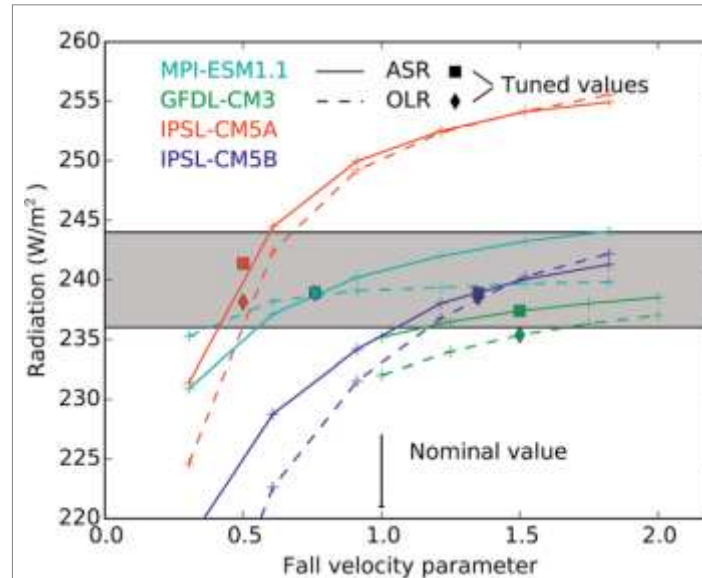 260
255
250
245
240
235
230
225
220
Radiation (W/m²)
MPI-ESM1.1
GFDL-CM3
IPSL-CM5A
IPSL-CM5B
ASR
OLR
Tuned values
Nominal value
0.0 0.5 1.0 1.5 2.0
Fall velocity parameter